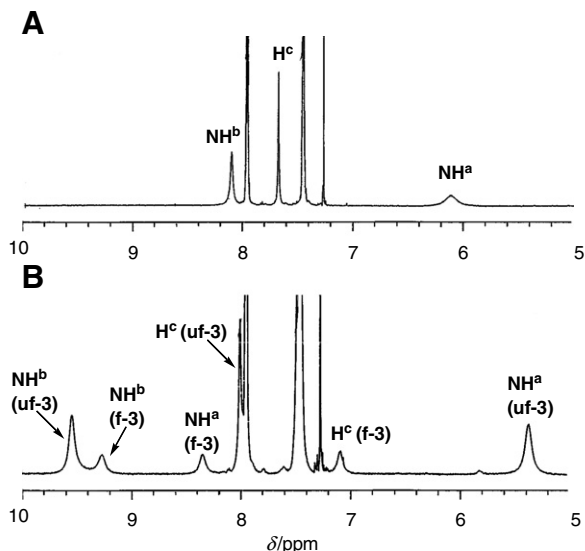 A
Hᶜ
NHᵇ
NHᵃ
10 9 8 7 6 5
B
Hᶜ (uf-3)
NHᵇ
(uf-3)
NHᵇ
(f-3)
NHᵃ
(f-3)
Hᶜ (f-3)
NHᵃ
(uf-3)
10 9 8 7 6 5
δ/ppm